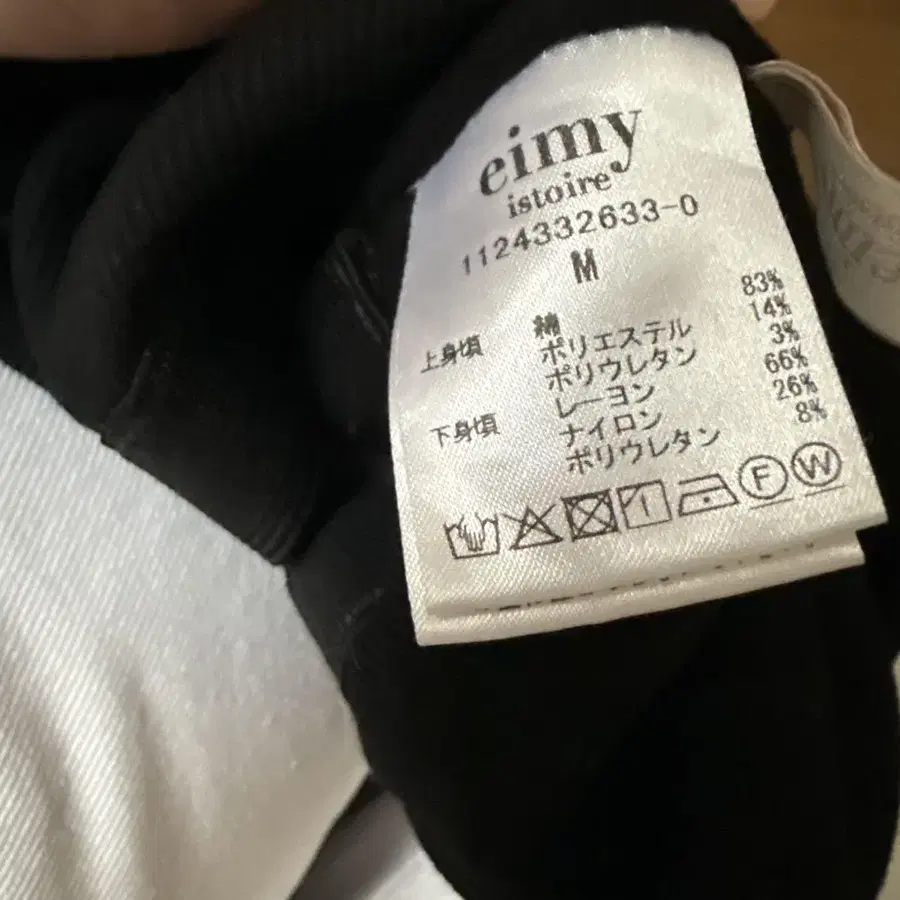 eimy
istoire
1124332633-0
M
上身頃 綿 83%
ポリエステル 14%
ポリウレタン 3%
下身頃 レーヨン 66%
ナイロン 26%
ポリウレタン 8%
F W